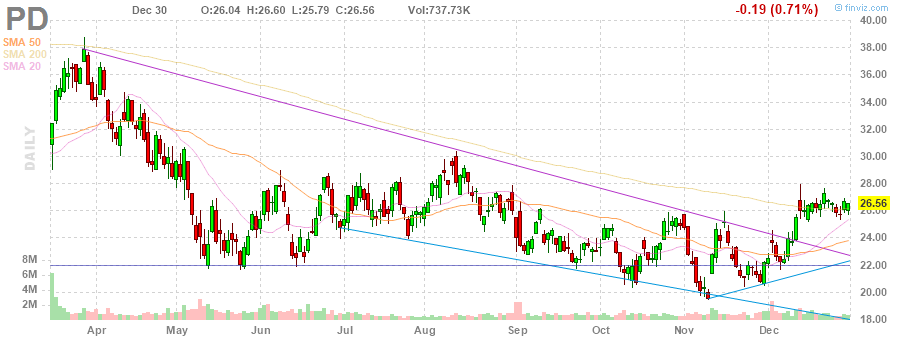 PD Dec 30 O:26.04 H:26.60 L:25.79 C:26.56 Vol:737.73K -0.19 (0.71%) © finviz.com
SMA 50
SMA 200
SMA 20
DAILY
40.00
38.00
36.00
34.00
32.00
30.00
28.00
26.56
26.00
24.00
22.00
20.00
18.00
8M
6M
4M
2M
Apr May Jun Jul Aug Sep Oct Nov Dec